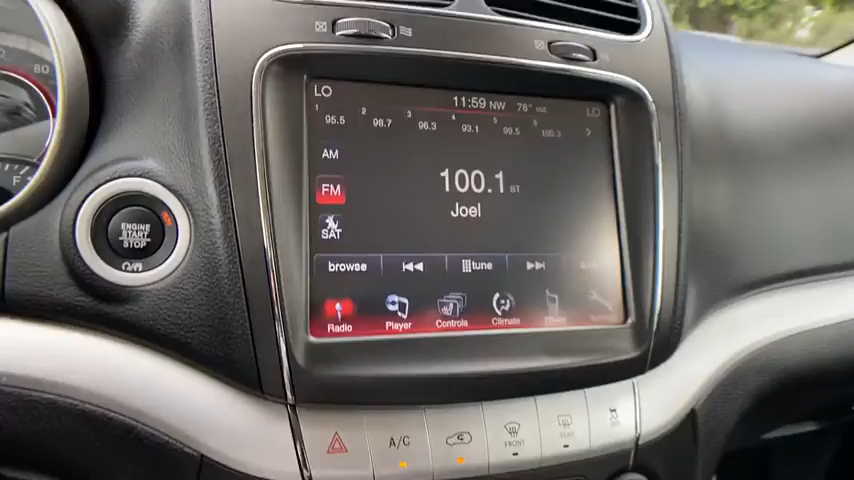 LO 11:59 NW 76° LO
1 2 3 4 5 6
95.5 98.7 96.3 93.1 99.5 100.3
AM
FM
SAT
100.1 ST
Joel
browse tune
Radio Player Controls Climate
ENGINE
START
STOP
80
F
A/C
FRONT
REAR